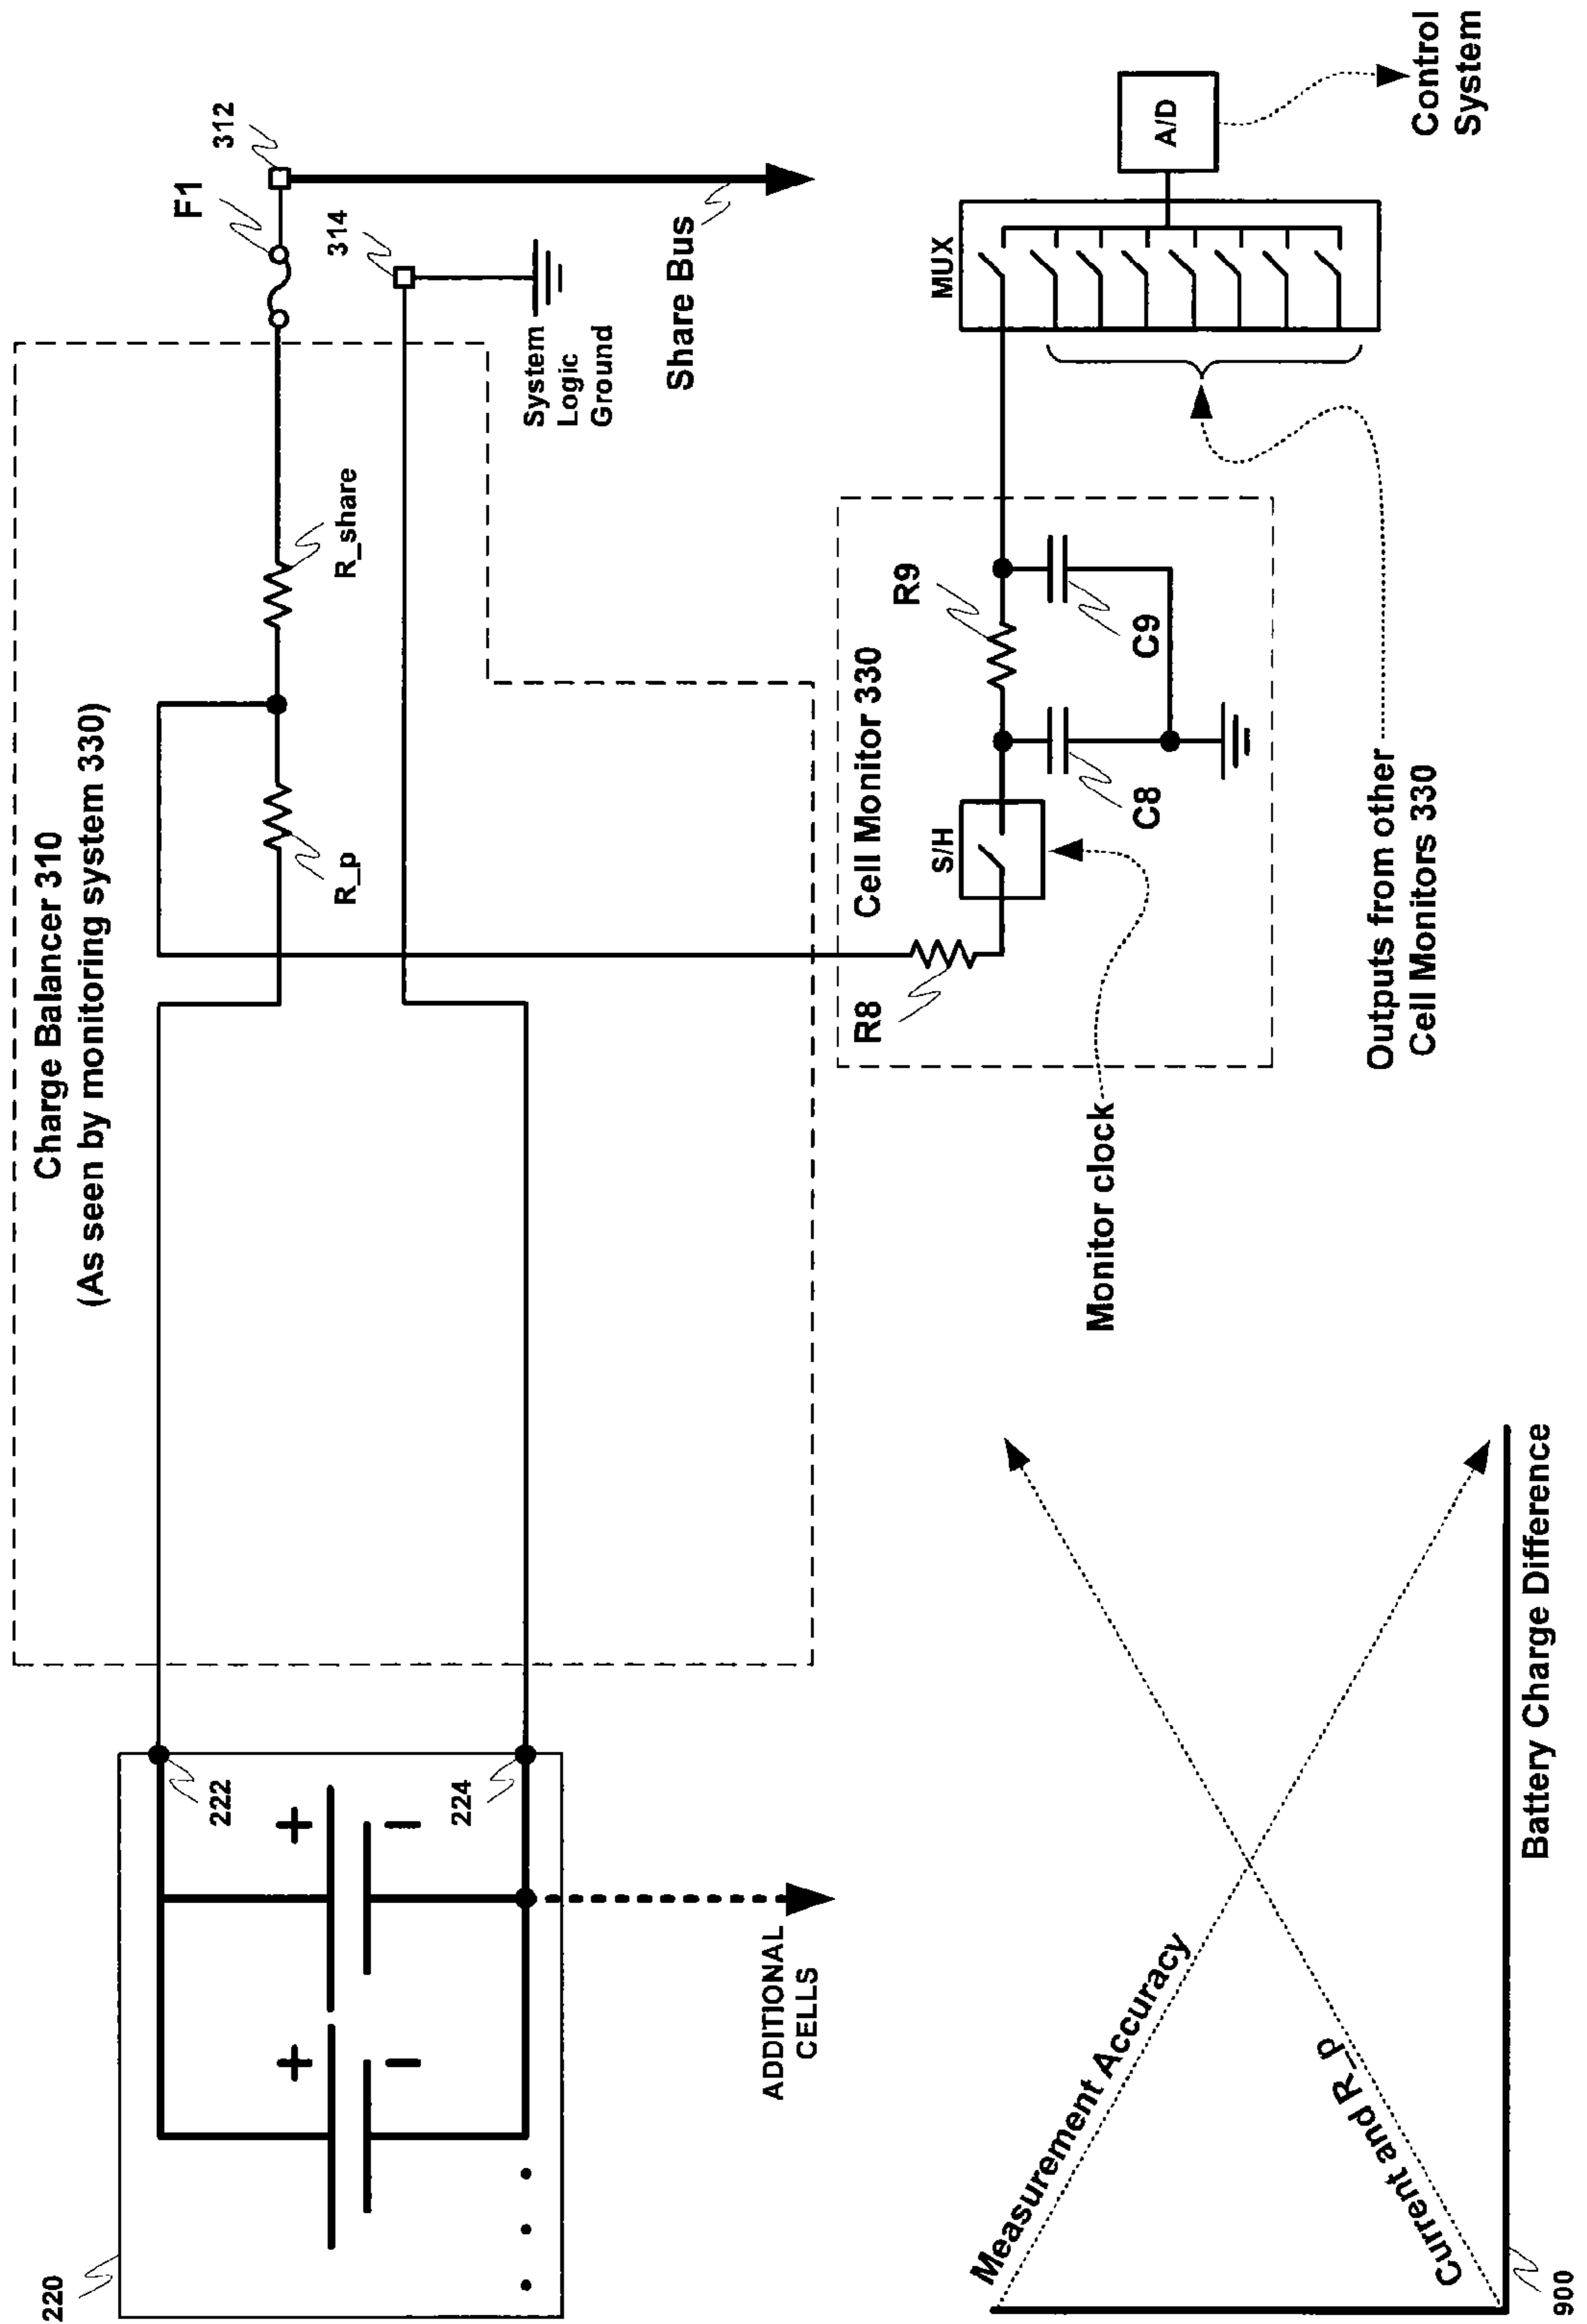 Charge Balancer 310
(As seen by monitoring system 330)
220
222
224
+
−
+
−
ADDITIONAL
CELLS
R_p
R_share
F1
312
314
System
Logic
Ground
Share Bus
Cell Monitor 330
R8
S/H
R9
C8
C9
Monitor clock
MUX
A/D
Control
System
Outputs from other
Cell Monitors 330
Measurement Accuracy
Current and R_p
Battery Charge Difference
900